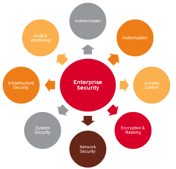 Authentication
Audit &
Monitoring
Authorization
Enterprise
Security
Infrastructure
Security
Access
Control
System
Security
Encryption &
Masking
Network
Security